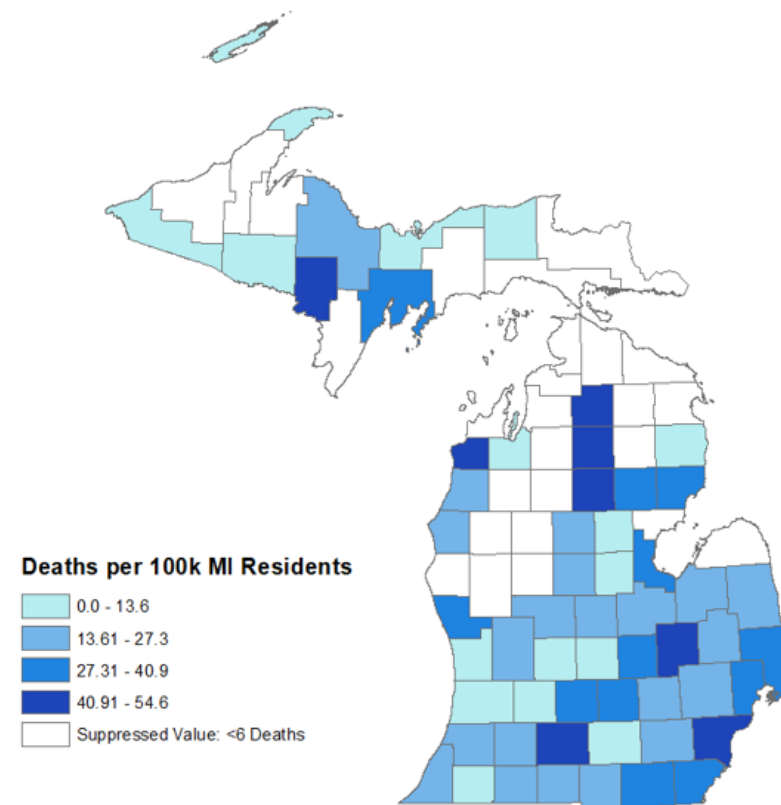 Deaths per 100k MI Residents
0.0 - 13.6
13.61 - 27.3
27.31 - 40.9
40.91 - 54.6
Suppressed Value: <6 Deaths